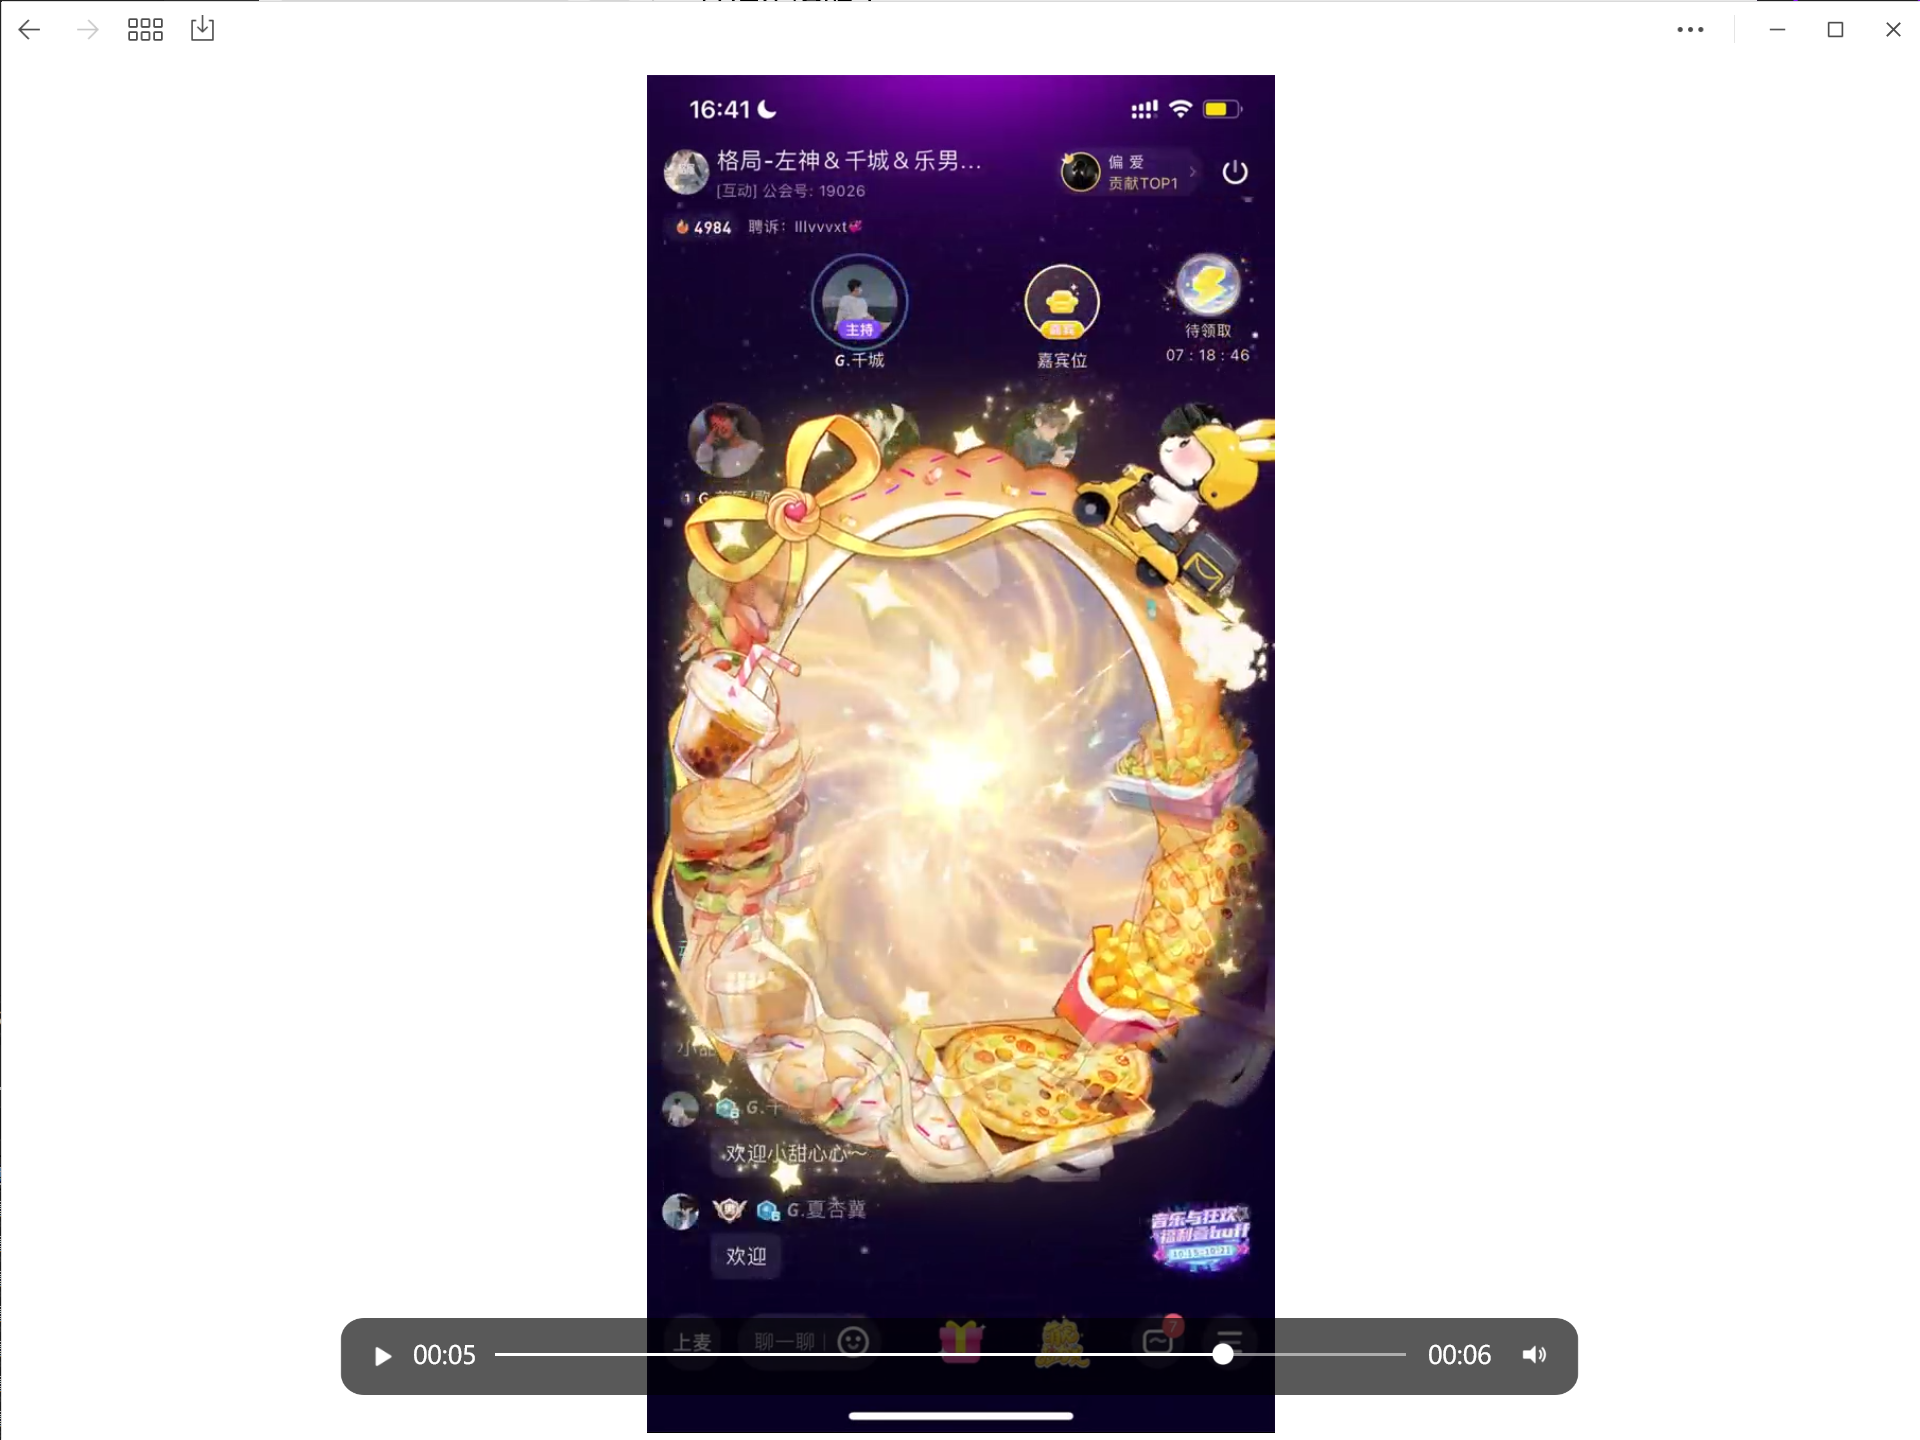 16:41
格局-左神＆千城＆乐男...
[互动] 公会号: 19026
偏 爱
贡献TOP1
4984
聘诉：lllvvvxt
主持
G.千城
嘉宾
嘉宾位
待领取
07 : 18 : 46
1 G
小甜
G.千
欢迎小甜心心～
G.夏杏冀
欢迎
音乐与狂欢
福利叠buff
上麦
聊一聊
7
00:05
00:06